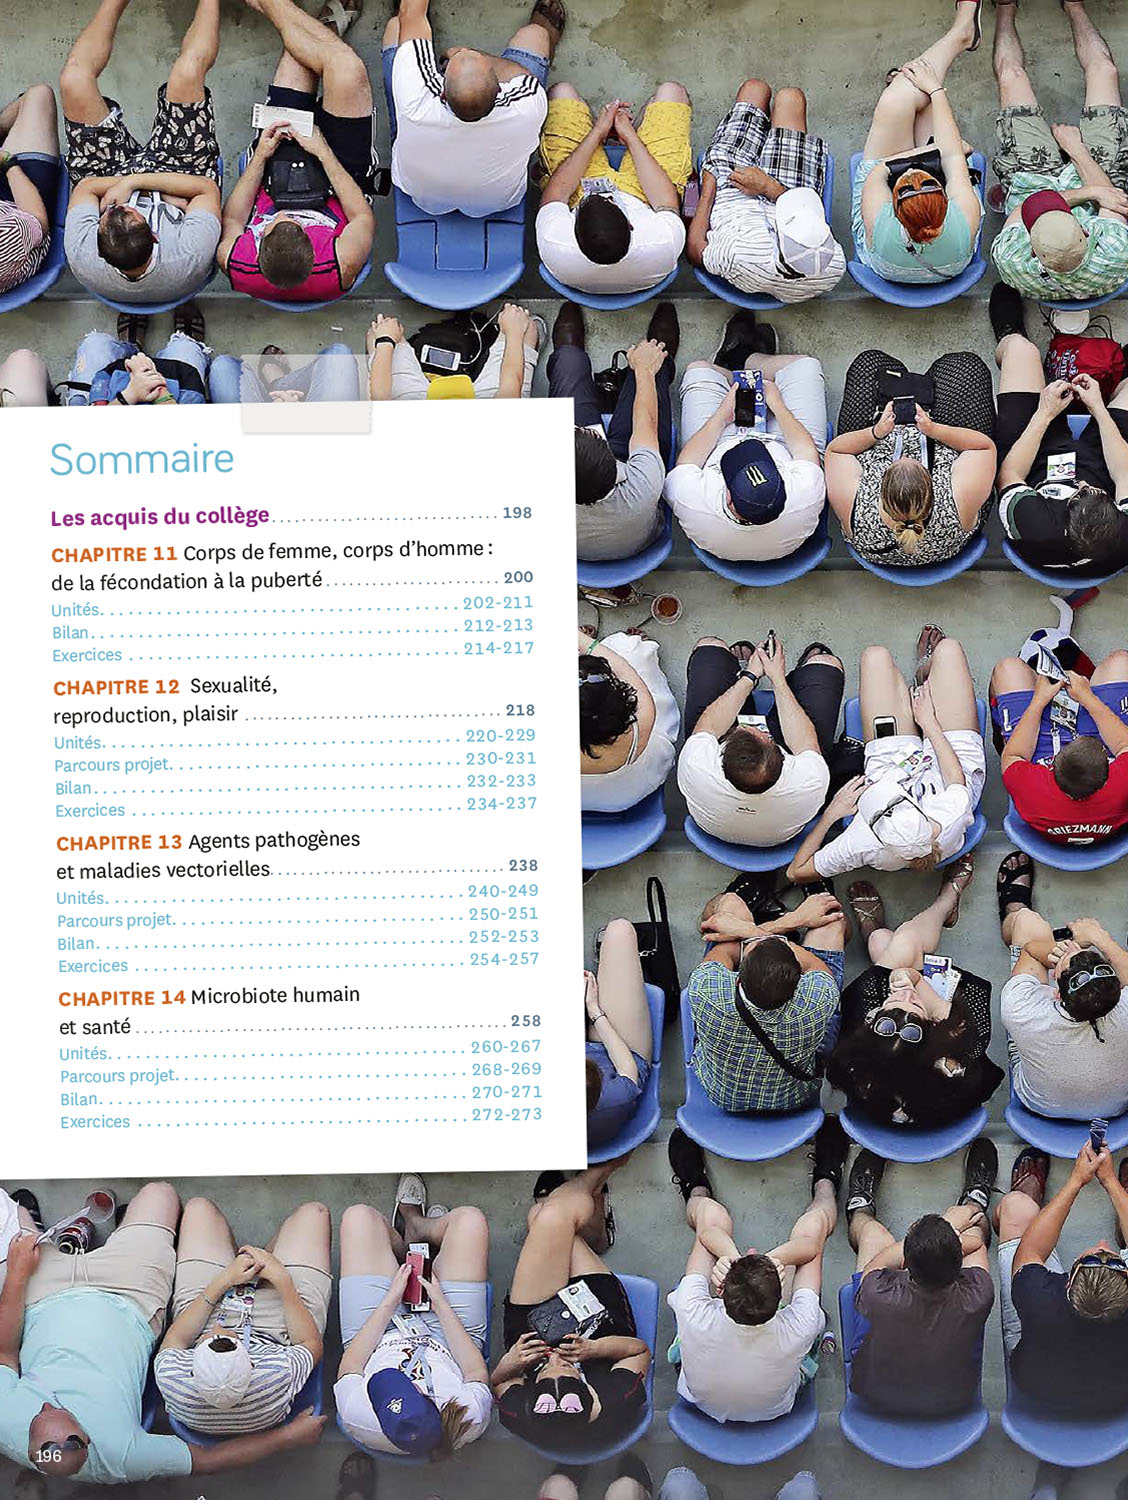 Sommaire
Les acquis du collège 198
CHAPITRE 11 Corps de femme, corps d'homme :
de la fécondation à la puberté 200
Unités 202-211
Bilan 212-213
Exercices 214-217
CHAPITRE 12 Sexualité,
reproduction, plaisir 218
Unités 220-229
Parcours projet 230-231
Bilan 232-233
Exercices 234-237
CHAPITRE 13 Agents pathogènes
et maladies vectorielles 238
Unités 240-249
Parcours projet 250-251
Bilan 252-253
Exercices 254-257
CHAPITRE 14 Microbiote humain
et santé 258
Unités 260-267
Parcours projet 268-269
Bilan 270-271
Exercices 272-273
GRIEZMANN
7
196